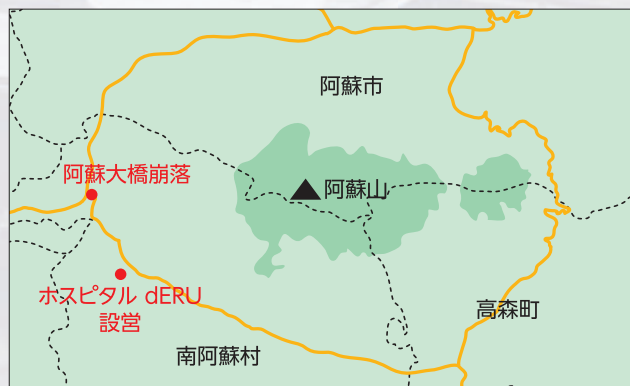 阿蘇市
阿蘇大橋崩落
阿蘇山
ホスピタル dERU
設営
高森町
南阿蘇村